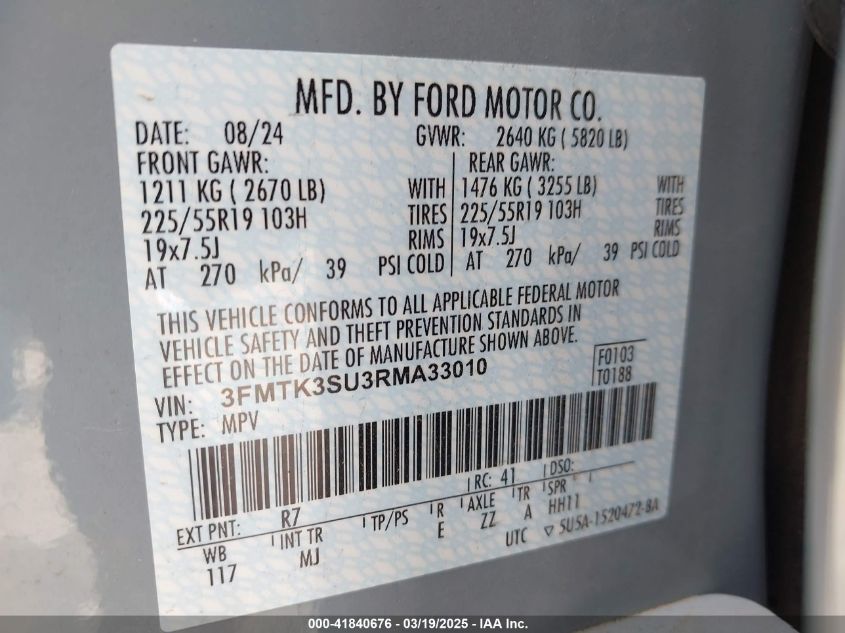 MFD. BY FORD MOTOR CO.
DATE: 08/24 GVWR: 2640 KG ( 5820 LB)
FRONT GAWR: REAR GAWR:
1211 KG ( 2670 LB) WITH 1476 KG ( 3255 LB) WITH
225/55R19 103H TIRES 225/55R19 103H TIRES
19x7.5J RIMS 19x7.5J RIMS
AT 270 kPa/ 39 PSI COLD AT 270 kPa/ 39 PSI COLD
THIS VEHICLE CONFORMS TO ALL APPLICABLE FEDERAL MOTOR
VEHICLE SAFETY AND THEFT PREVENTION STANDARDS IN
EFFECT ON THE DATE OF MANUFACTURE SHOWN ABOVE.
VIN: 3FMTK3SU3RMA33010 F0103
TYPE: MPV T0188
RC: 41 DSO:
EXT PNT: R7
WB INT TR TP/PS R AXLE TR SPR
117 MJ E ZZ A HH11
UTC ▽ 5U5A-1520472-BA
000-41840676 - 03/19/2025 - IAA Inc.